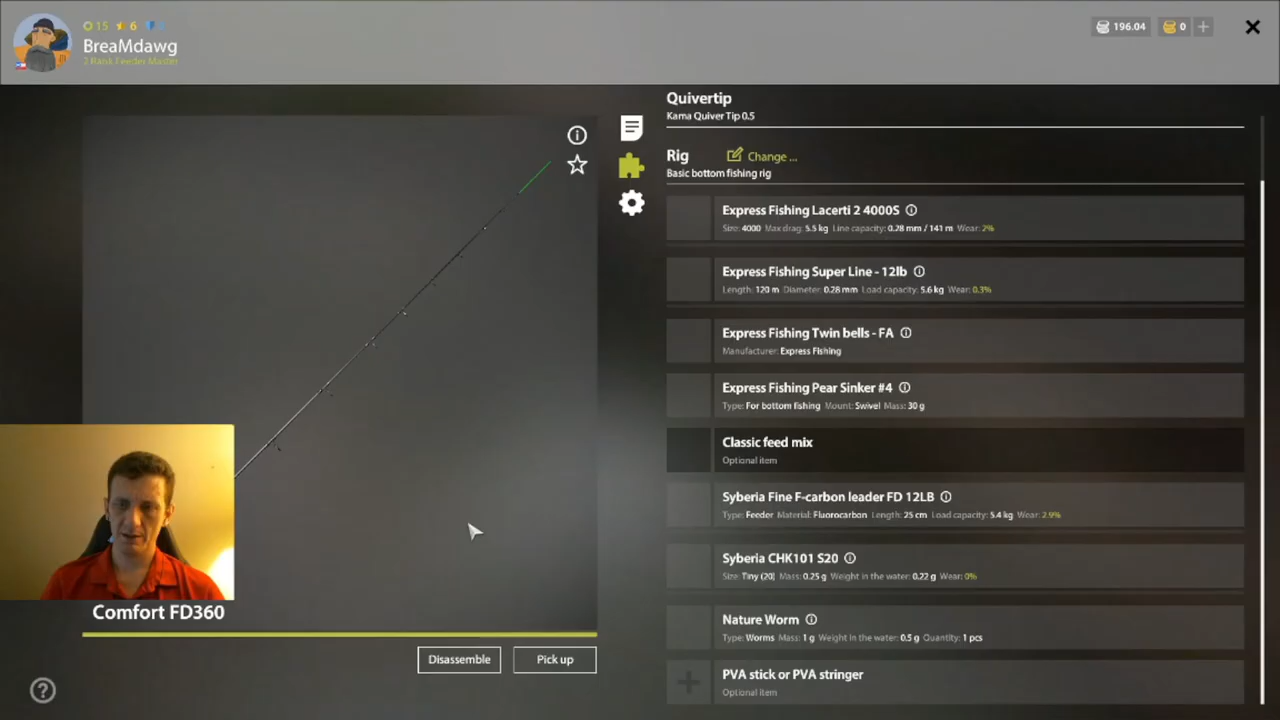 15 6
BreaMdawg
2 Rank Feeder Master
196.04 0
Quivertip
Kama Quiver Tip 0.5
Rig Change ...
Basic bottom fishing rig
Express Fishing Lacerti 2 4000S
Size: 4000 Max drag: 5.5 kg Line capacity: 0.28 mm / 141 m Wear: 2%
Express Fishing Super Line - 12lb
Length: 120 m Diameter: 0.28 mm Load capacity: 5.6 kg Wear: 0.3%
Express Fishing Twin bells - FA
Manufacturer: Express Fishing
Express Fishing Pear Sinker #4
Type: For bottom fishing Mount: Swivel Mass: 30 g
Classic feed mix
Optional item
Syberia Fine F-carbon leader FD 12LB
Type: Feeder Material: Fluorocarbon Length: 25 cm Load capacity: 5.4 kg Wear: 2.9%
Syberia CHK101 S20
Size: Tiny (20) Mass: 0.25 g Weight in the water: 0.22 g Wear: 0%
Nature Worm
Type: Worms Mass: 1 g Weight in the water: 0.5 g Quantity: 1 pcs
PVA stick or PVA stringer
Optional item
Comfort FD360
Disassemble Pick up